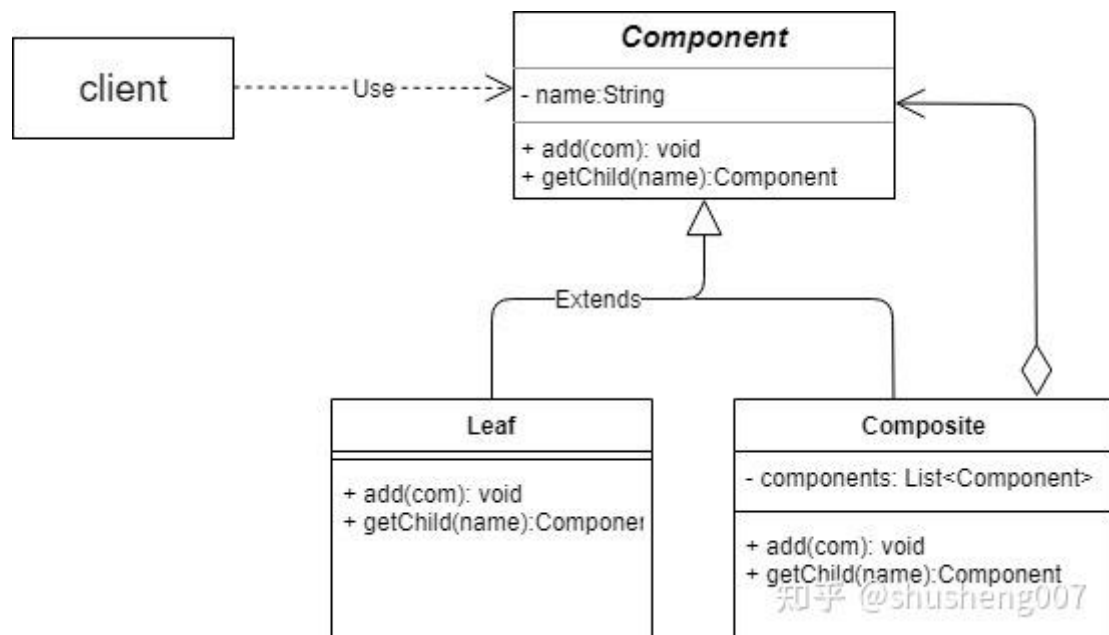 Component
client
Use
- name:String
+ add(com): void
+ getChild(name):Component
Extends
Leaf
+ add(com): void
+ getChild(name):Componen
Composite
- components: List<Component>
+ add(com): void
+ getChild(name):Component
知乎 @shusheng007